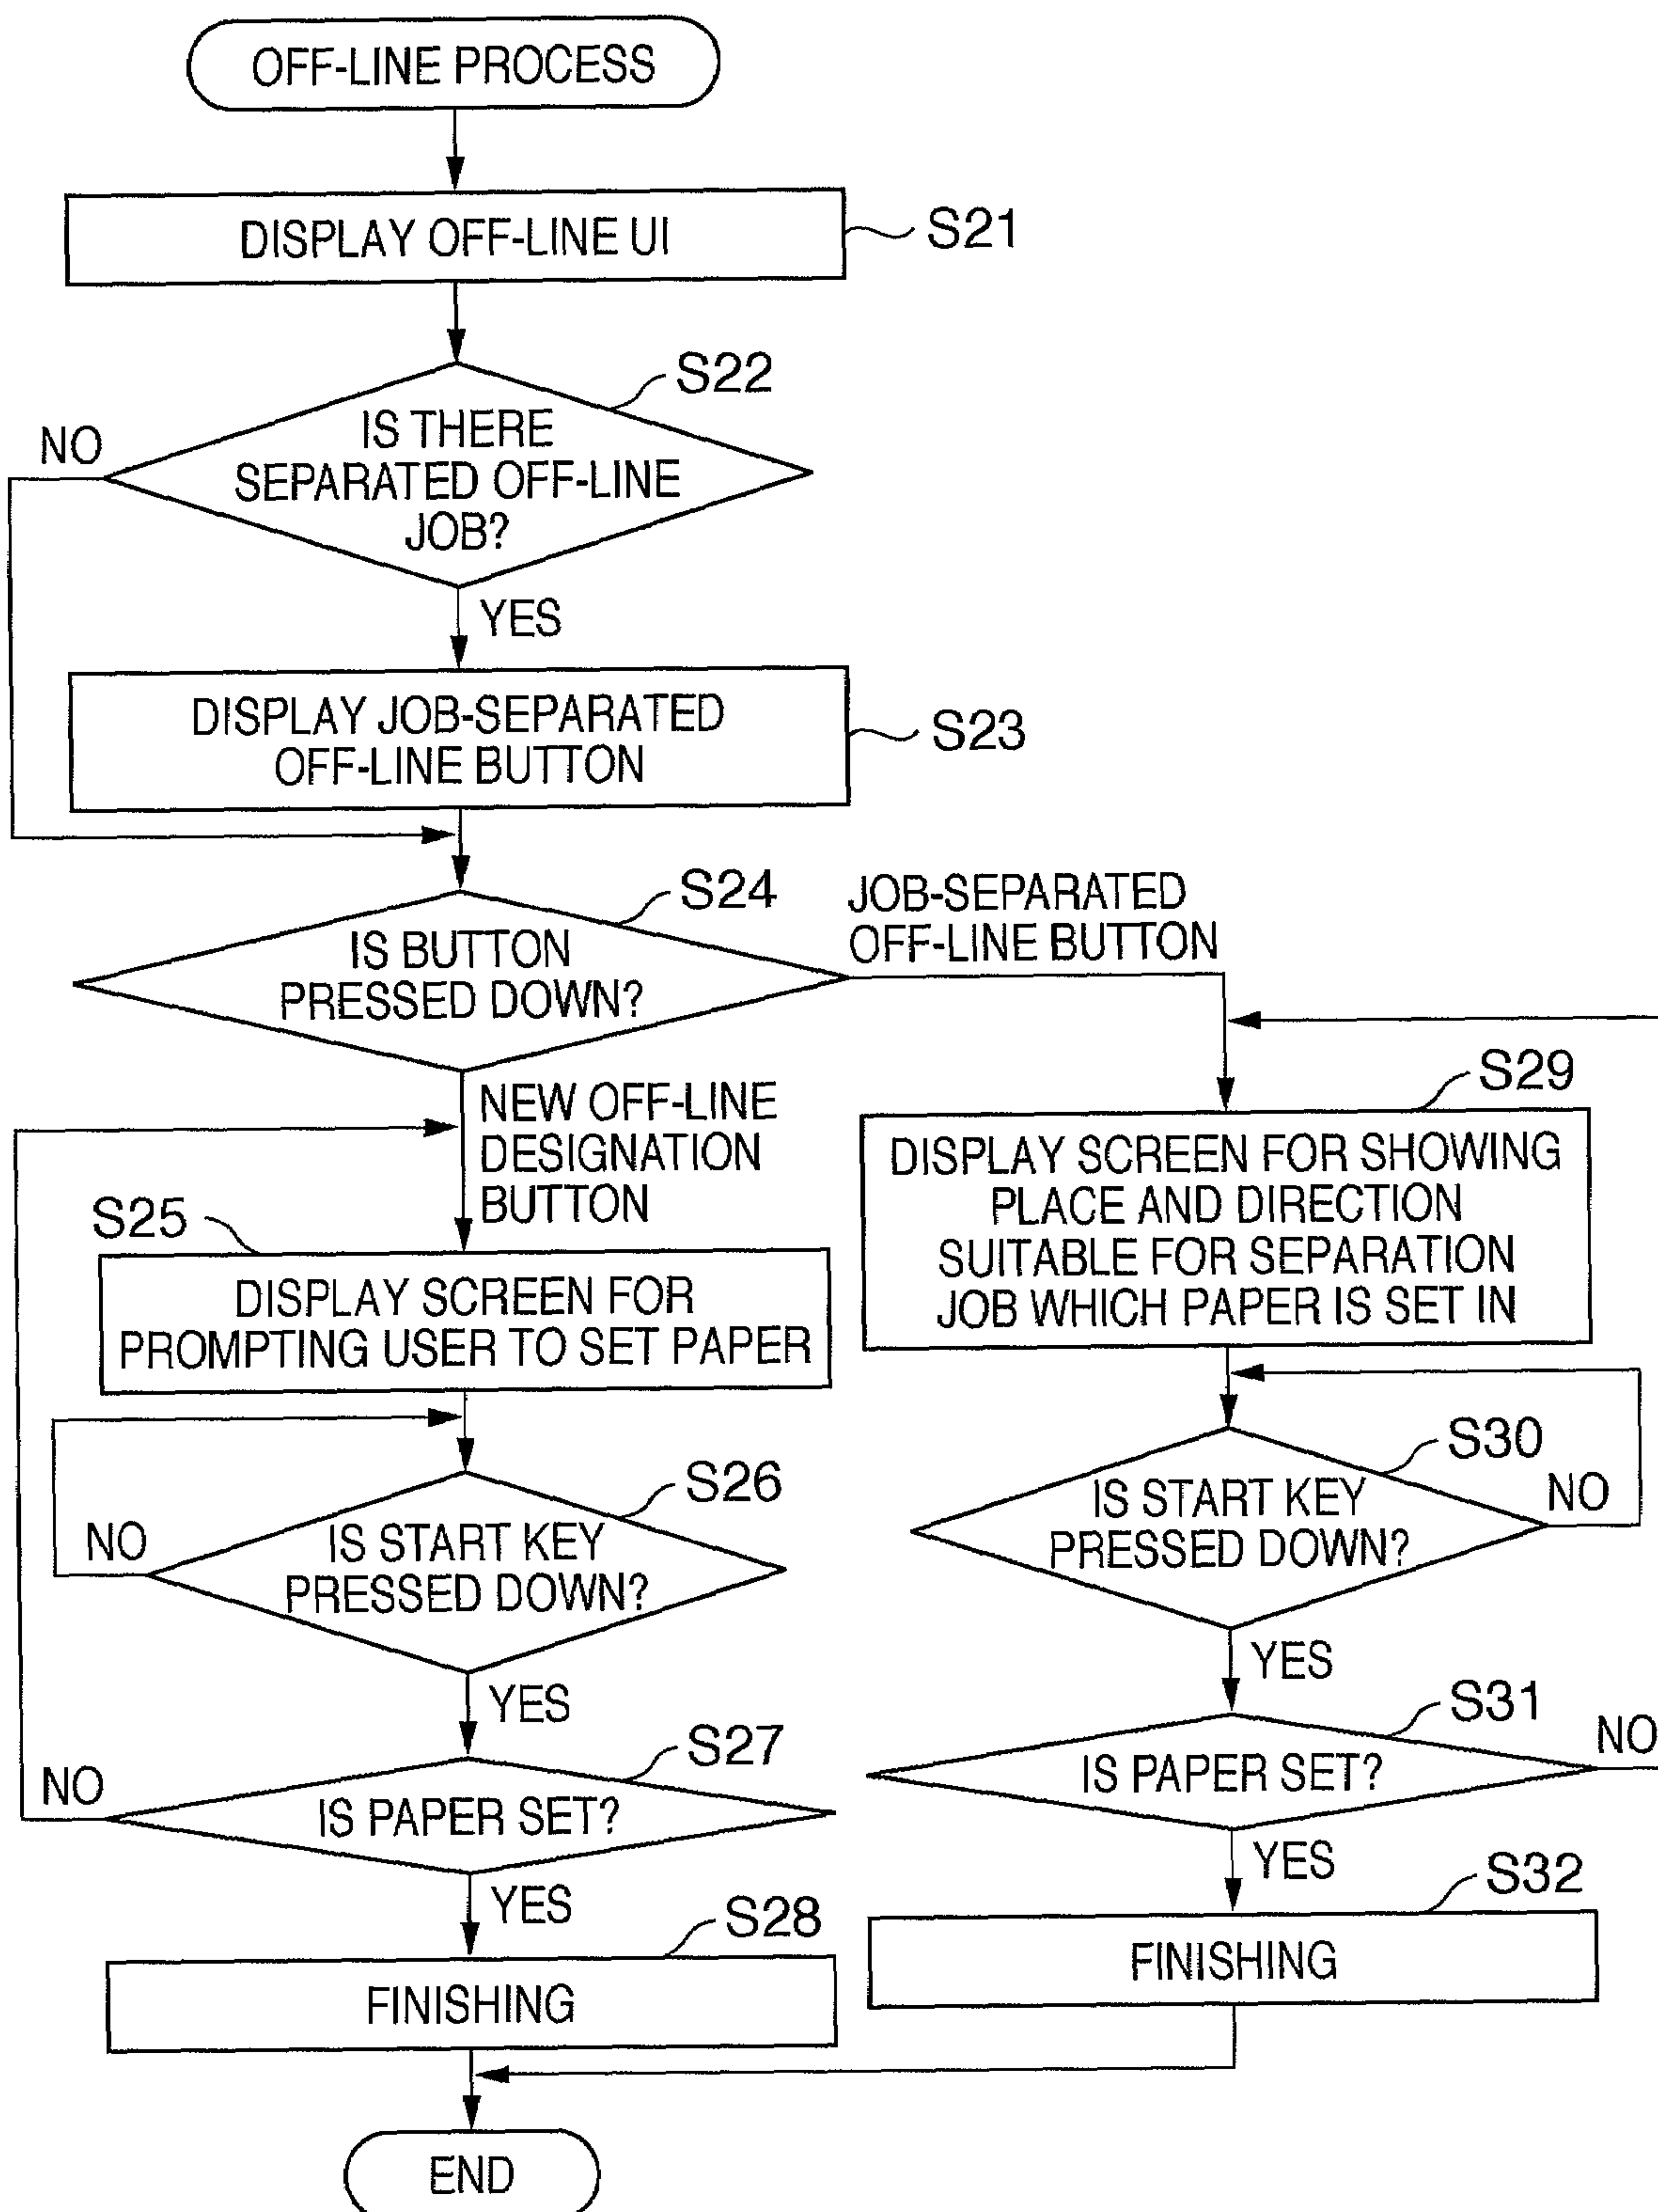 OFF-LINE PROCESS
DISPLAY OFF-LINE UI
S21
S22
IS THERE
SEPARATED OFF-LINE
JOB?
NO
YES
DISPLAY JOB-SEPARATED
OFF-LINE BUTTON
S23
S24
IS BUTTON
PRESSED DOWN?
JOB-SEPARATED
OFF-LINE BUTTON
NEW OFF-LINE
DESIGNATION
BUTTON
S25
DISPLAY SCREEN FOR
PROMPTING USER TO SET PAPER
S26
IS START KEY
PRESSED DOWN?
NO
YES
S27
IS PAPER SET?
NO
YES
S28
FINISHING
S29
DISPLAY SCREEN FOR SHOWING
PLACE AND DIRECTION
SUITABLE FOR SEPARATION
JOB WHICH PAPER IS SET IN
S30
IS START KEY
PRESSED DOWN?
NO
YES
S31
IS PAPER SET?
NO
YES
S32
FINISHING
END